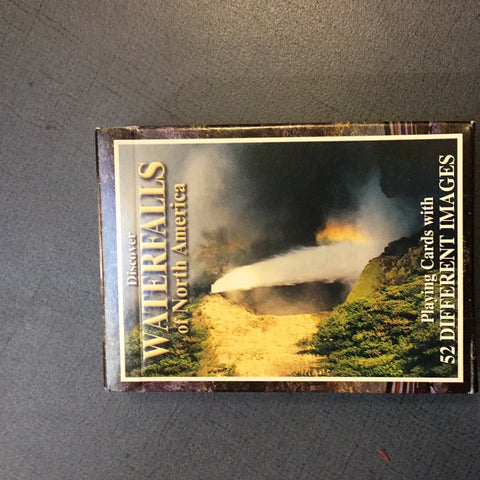 Discover
WATERFALLS
of North America
Playing Cards with
52 DIFFERENT IMAGES